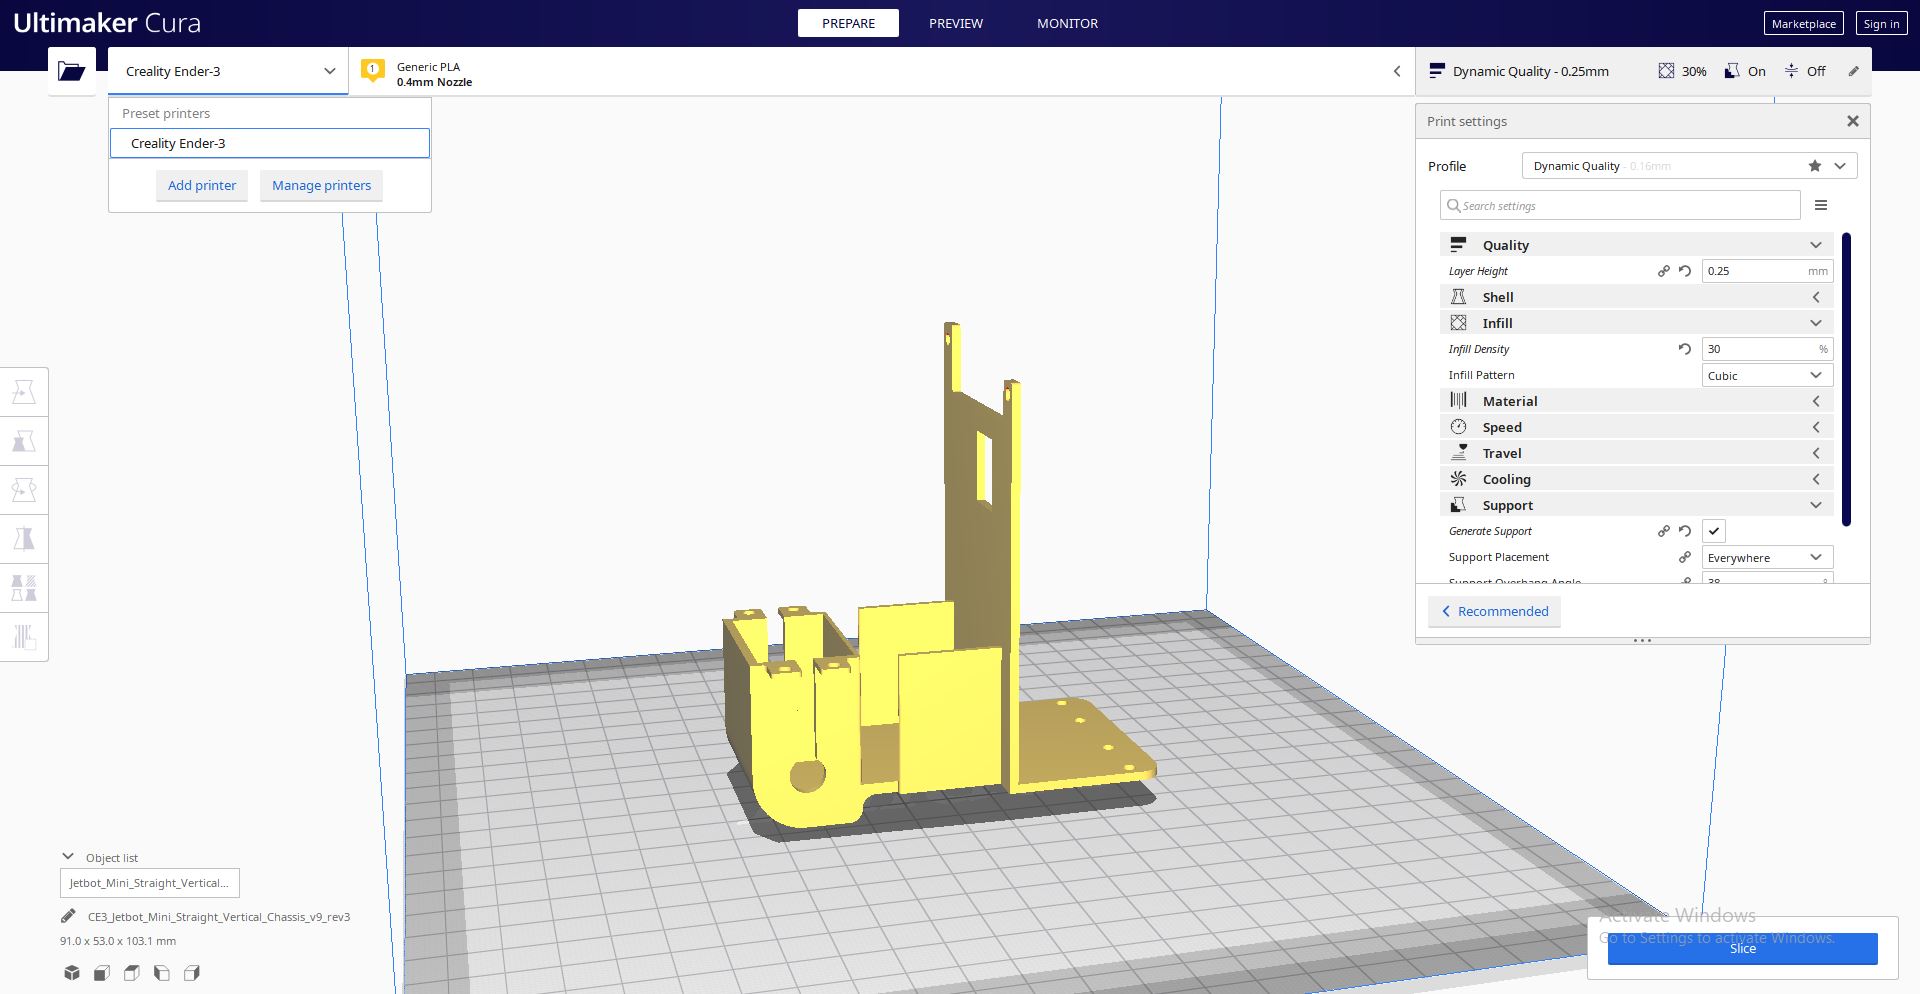 Ultimaker Cura
PREPARE
PREVIEW
MONITOR
Marketplace
Sign in
Creality Ender-3
1
Generic PLA
0.4mm Nozzle
Dynamic Quality - 0.25mm
30%
On
Off
Preset printers
Creality Ender-3
Add printer
Manage printers
Print settings
Profile
Dynamic Quality - 0.16mm
Search settings
Quality
Layer Height
0.25 mm
Shell
Infill
Infill Density
30 %
Infill Pattern
Cubic
Material
Speed
Travel
Cooling
Support
Generate Support
Support Placement
Everywhere
Support Overhang Angle
38 °
Recommended
Object list
Jetbot_Mini_Straight_Vertical...
CE3_Jetbot_Mini_Straight_Vertical_Chassis_v9_rev3
91.0 x 53.0 x 103.1 mm
Activate Windows
Go to Settings to activate Windows.
Slice